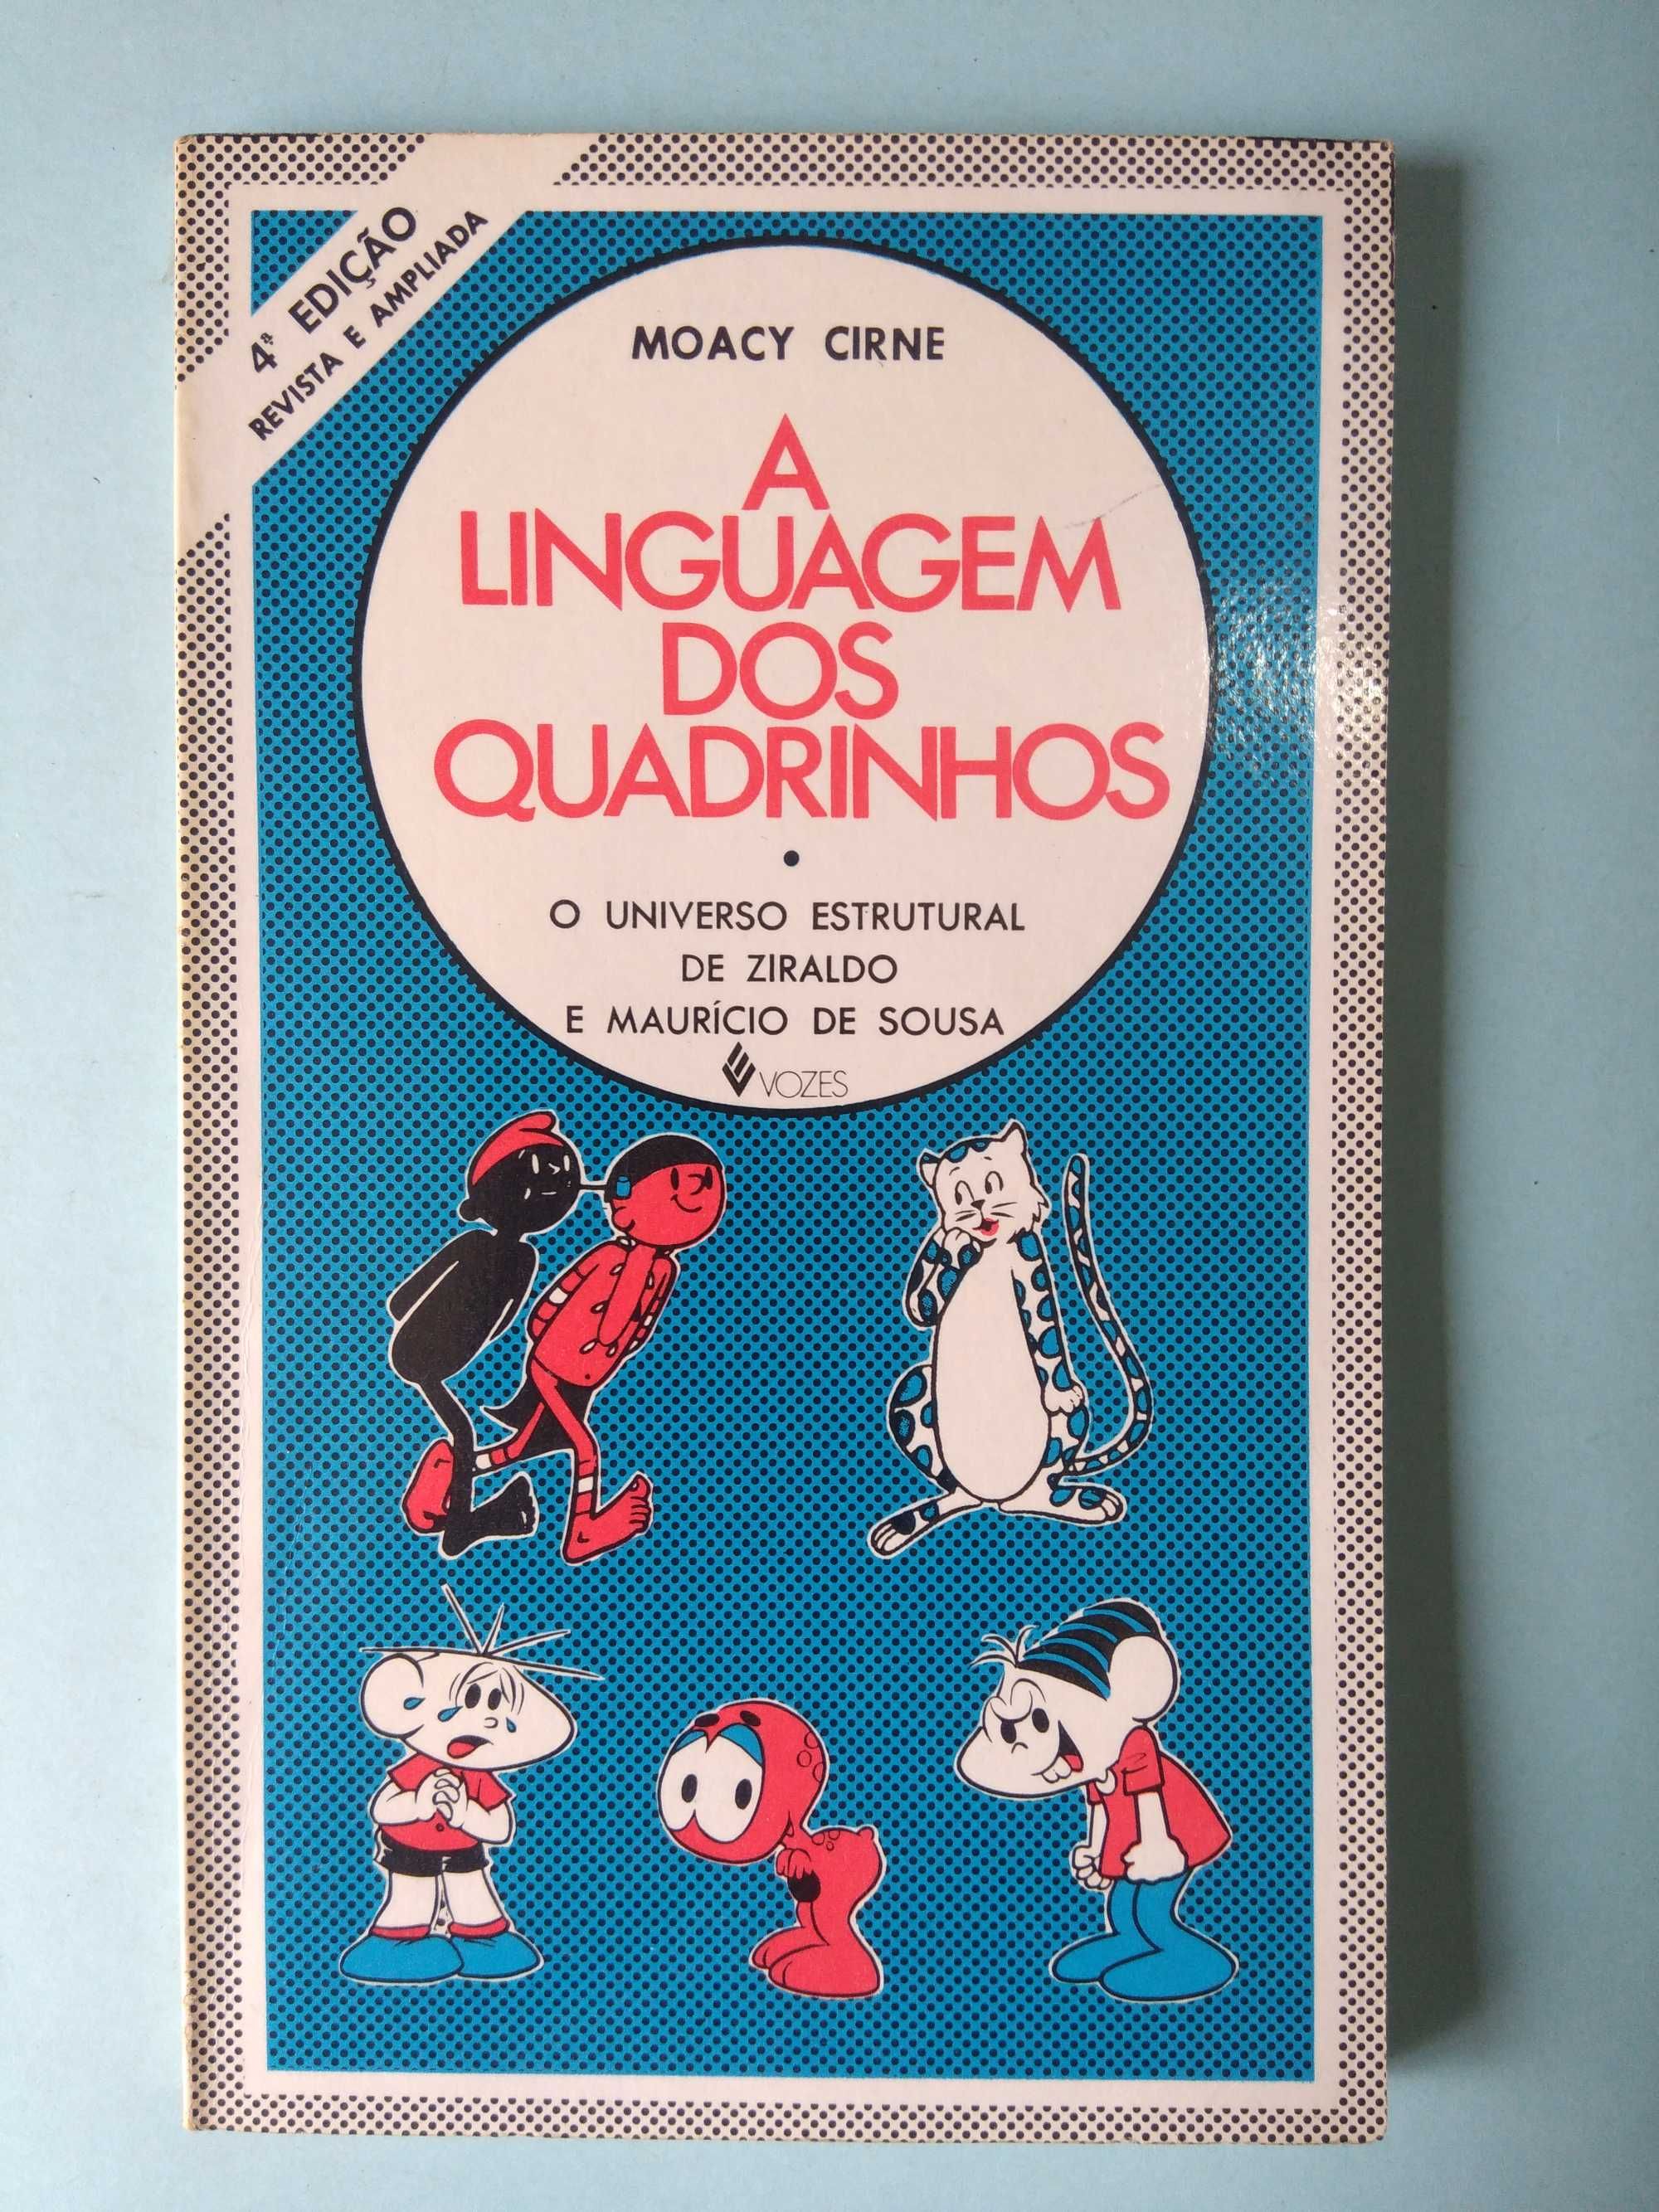 4ª EDIÇÃO
REVISTA E AMPLIADA
MOACY CIRNE
A
LINGUAGEM
DOS
QUADRINHOS
•
O UNIVERSO ESTRUTURAL
DE ZIRALDO
E MAURÍCIO DE SOUSA
VOZES